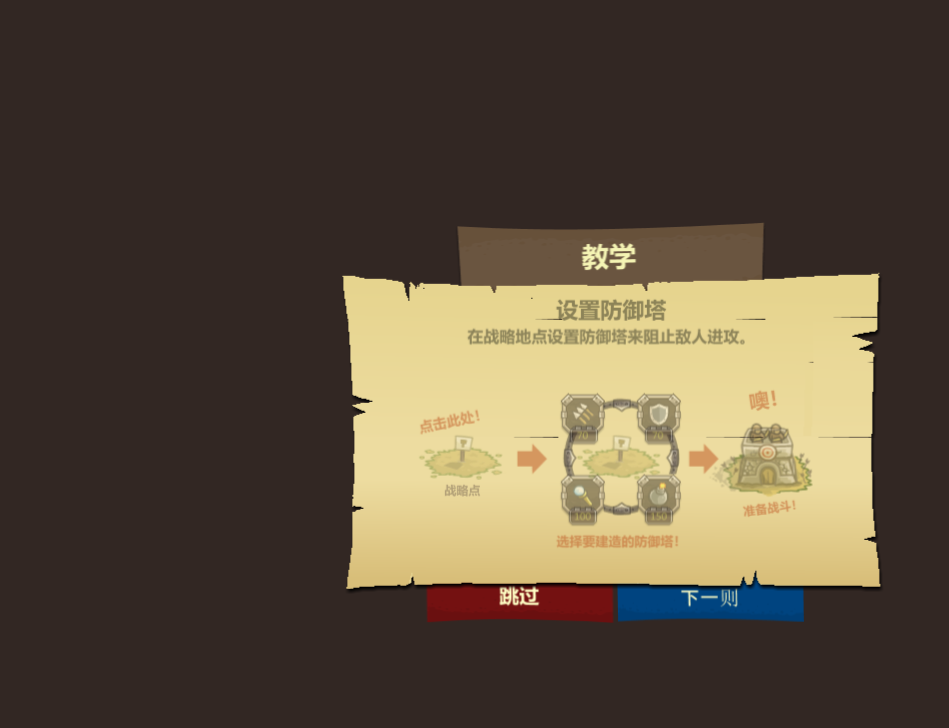 教学
设置防御塔
在战略地点设置防御塔来阻止敌人进攻。
点击此处！
战略点
70
70
100
150
选择要建造的防御塔！
噢！
准备战斗！
跳过
下一则